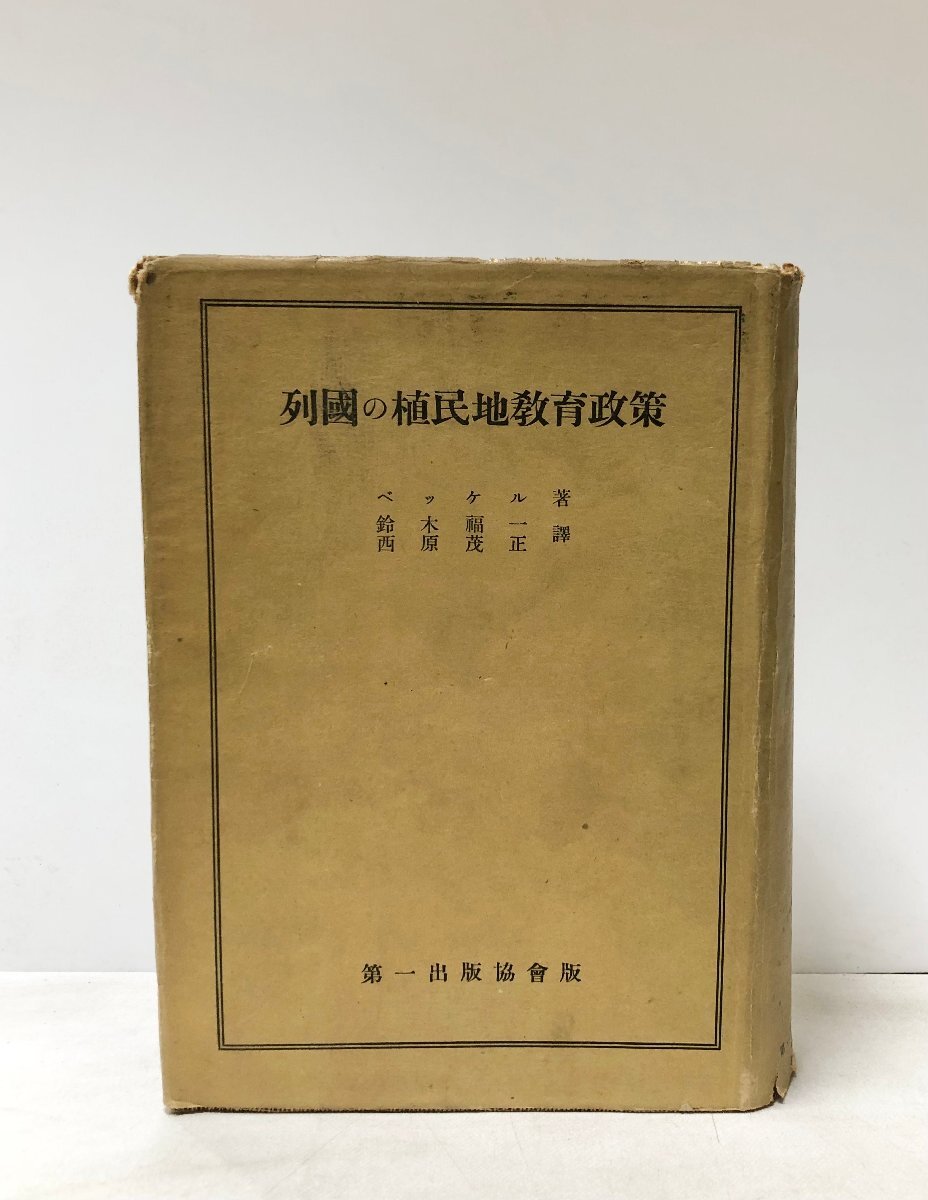 列國の植民地教育政策
ベッケル著
鈴木福一
西原茂正 譯
第一出版協會版